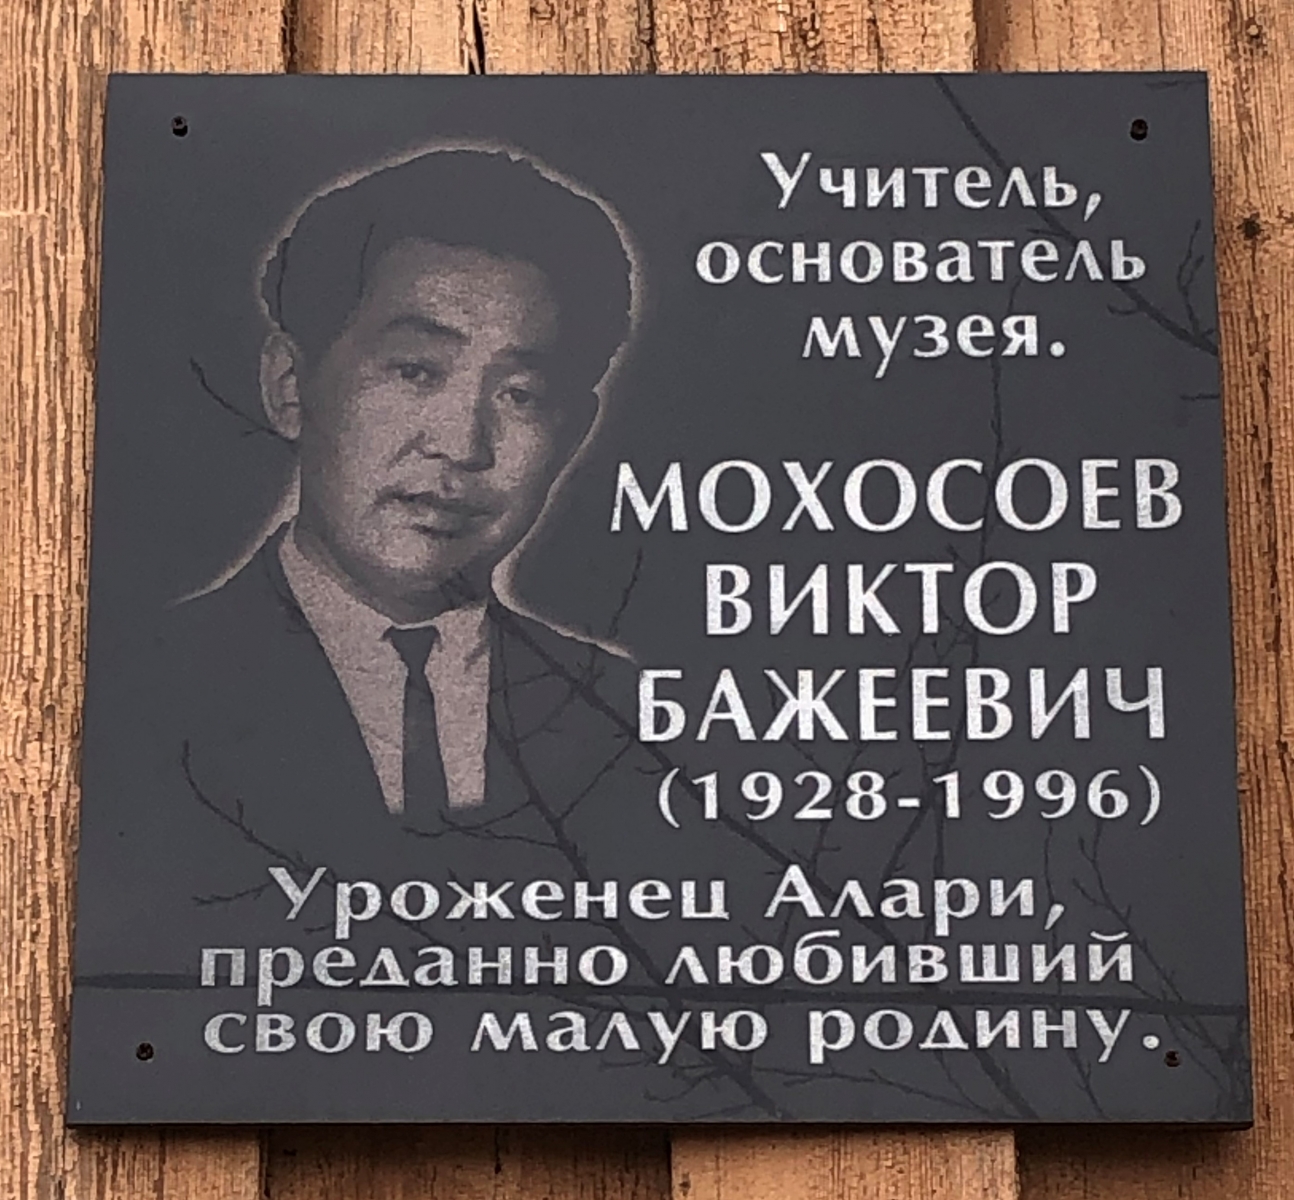 Учитель,
основатель
музея.
МОХОСОЕВ
ВИКТОР
БАЖЕЕВИЧ
(1928-1996)
Уроженец Алари,
преданно любивший
свою малую родину.